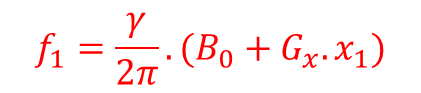 f₁ = γ/2π . (B₀ + Gₓ. x₁)